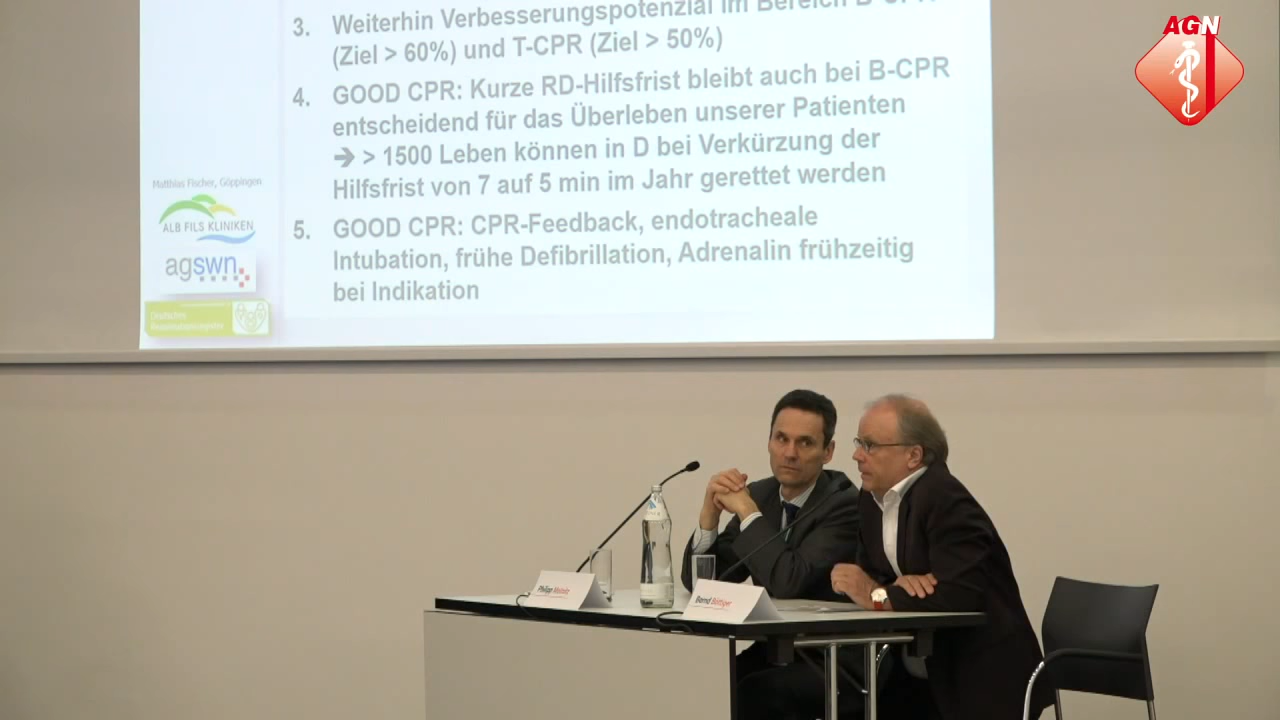 AGN
3. Weiterhin Verbesserungspotenzial im Bereich B-CPR
(Ziel > 60%) und T-CPR (Ziel > 50%)
4. GOOD CPR: Kurze RD-Hilfsfrist bleibt auch bei B-CPR
entscheidend für das Überleben unserer Patienten
➔ > 1500 Leben können in D bei Verkürzung der
Hilfsfrist von 7 auf 5 min im Jahr gerettet werden
5. GOOD CPR: CPR-Feedback, endotracheale
Intubation, frühe Defibrillation, Adrenalin frühzeitig
bei Indikation
Matthias Fischer, Göppingen
ALB FILS KLINIKEN
agswn
Deutsches
Reanimationsregister
Philipp
Bernd Böttiger